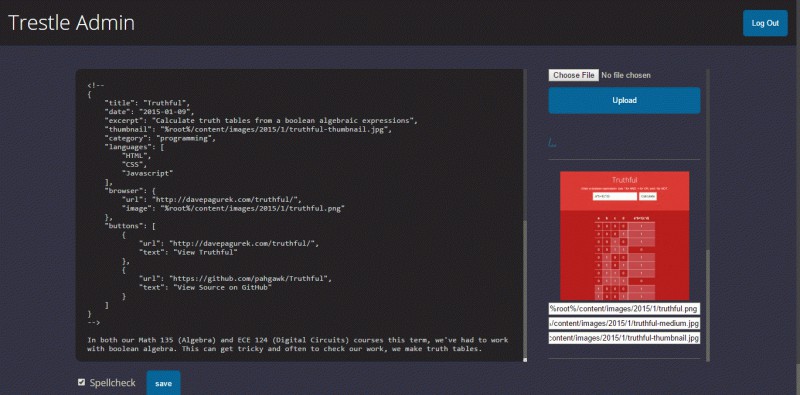 Trestle Admin
Log Out
<!--
{
    "title": "Truthful",
    "date": "2015-01-09",
    "excerpt": "Calculate truth tables from a boolean algebraic expressions",
    "thumbnail": "%root%/content/images/2015/1/truthful-thumbnail.jpg",
    "category": "programming",
    "languages": [
        "HTML",
        "CSS",
        "Javascript"
    ],
    "browser": {
        "url": "http://davepagurek.com/truthful/",
        "image": "%root%/content/images/2015/1/truthful.png"
    },
    "buttons": [
        {
            "url": "http://davepagurek.com/truthful/",
            "text": "View Truthful"
        },
        {
            "url": "https://github.com/pahgawk/Truthful",
            "text": "View Source on GitHub"
        }
    ]
}
-->
In both our Math 135 (Algebra) and ECE 124 (Digital Circuits) courses this term, we've had to work
with boolean algebra. This can get tricky and often to check our work, we make truth tables.
Spellcheck
save
Choose File No file chosen
Upload
/..
Truthful
%root%/content/images/2015/1/truthful.png
/content/images/2015/1/truthful-medium.jpg
content/images/2015/1/truthful-thumbnail.jpg